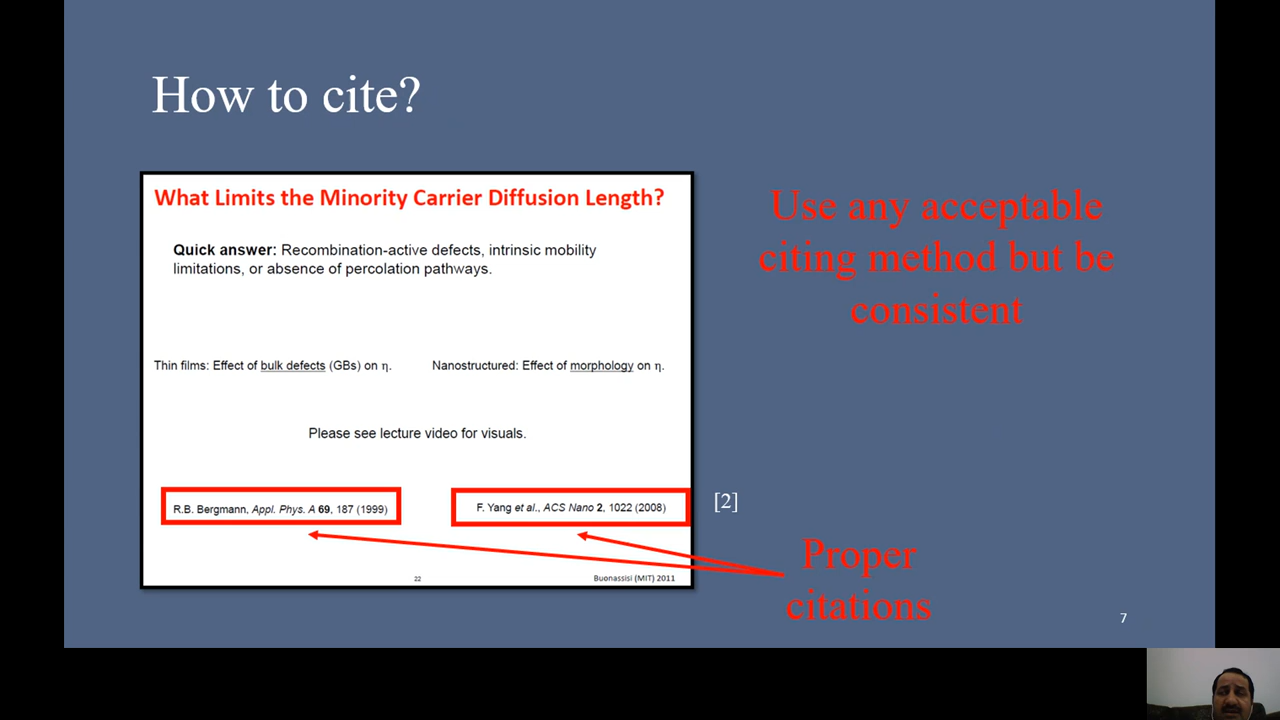 How to cite?
What Limits the Minority Carrier Diffusion Length?
Quick answer: Recombination-active defects, intrinsic mobility
limitations, or absence of percolation pathways.
Thin films: Effect of bulk defects (GBs) on η.
Nanostructured: Effect of morphology on η.
Please see lecture video for visuals.
R.B. Bergmann, Appl. Phys. A 69, 187 (1999)
F. Yang et al., ACS Nano 2, 1022 (2008)
22
Buonassisi (MIT) 2011
[2]
Use any acceptable
citing method but be
consistent
Proper
citations
7